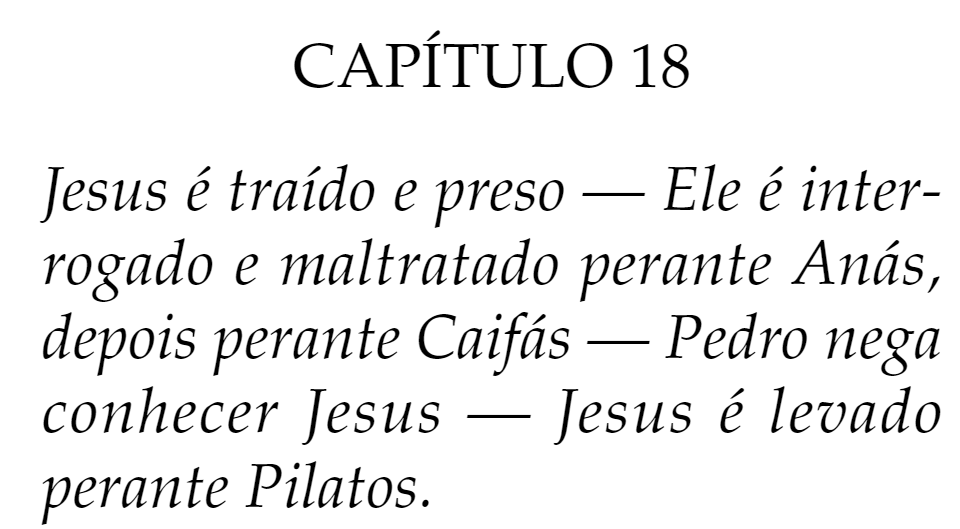 CAPÍTULO 18
Jesus é traído e preso — Ele é inter-
rogado e maltratado perante Anás,
depois perante Caifás — Pedro nega
conhecer Jesus — Jesus é levado
perante Pilatos.